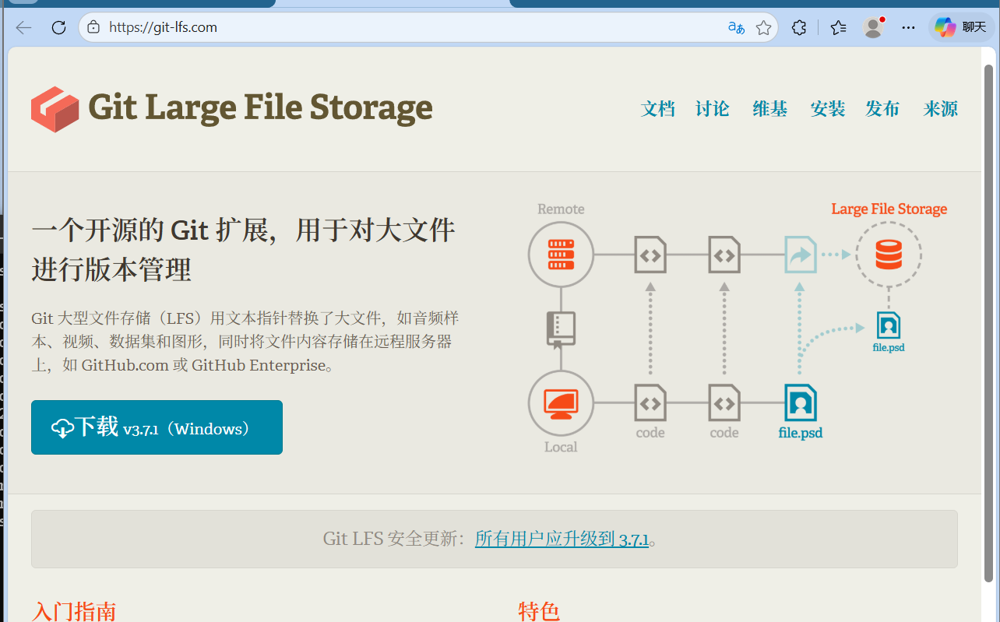 https://git-lfs.com
聊天
Git Large File Storage
文档 讨论 维基 安装 发布 来源
一个开源的 Git 扩展，用于对大文件
进行版本管理
Git 大型文件存储（LFS）用文本指针替换了大文件，如音频样
本、视频、数据集和图形，同时将文件内容存储在远程服务器
上，如 GitHub.com 或 GitHub Enterprise。
下载 v3.7.1（Windows）
Remote
Large File Storage
file.psd
code
code
file.psd
Local
Git LFS 安全更新：所有用户应升级到 3.7.1。
入门指南
特色